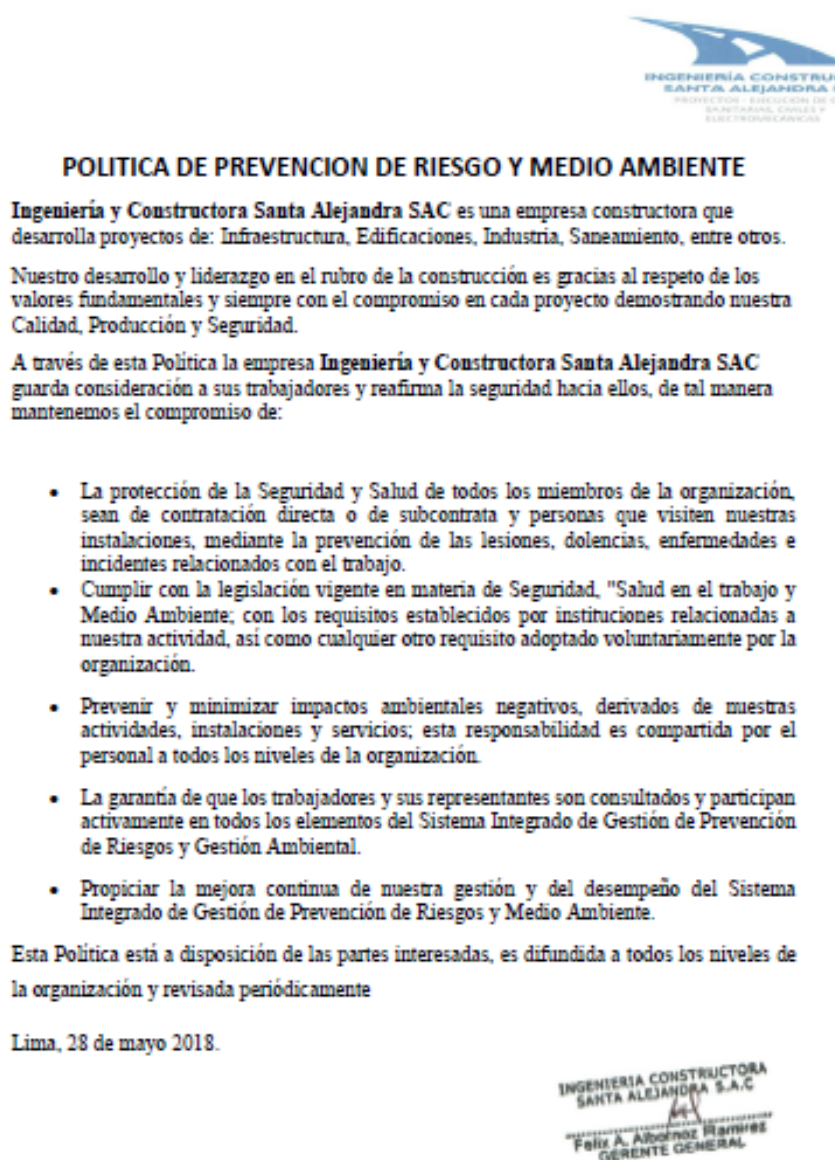 INGENIERÍA CONSTRU
SANTA ALEJANDRA
PROYECTOS - EJECUCION DE
SANITARIAS, CIVILES Y
ELECTROMECÁNICAS
POLITICA DE PREVENCION DE RIESGO Y MEDIO AMBIENTE
Ingeniería y Constructora Santa Alejandra SAC es una empresa constructora que
desarrolla proyectos de: Infraestructura, Edificaciones, Industria, Saneamiento, entre otros.
Nuestro desarrollo y liderazgo en el rubro de la construcción es gracias al respeto de los
valores fundamentales y siempre con el compromiso en cada proyecto demostrando nuestra
Calidad, Producción y Seguridad.
A través de esta Política la empresa Ingeniería y Constructora Santa Alejandra SAC
guarda consideración a sus trabajadores y reafirma la seguridad hacia ellos, de tal manera
mantenemos el compromiso de:
• La protección de la Seguridad y Salud de todos los miembros de la organización,
sean de contratación directa o de subcontrata y personas que visiten nuestras
instalaciones, mediante la prevención de las lesiones, dolencias, enfermedades e
incidentes relacionados con el trabajo.
• Cumplir con la legislación vigente en materia de Seguridad, "Salud en el trabajo y
Medio Ambiente; con los requisitos establecidos por instituciones relacionadas a
nuestra actividad, así como cualquier otro requisito adoptado voluntariamente por la
organización.
• Prevenir y minimizar impactos ambientales negativos, derivados de nuestras
actividades, instalaciones y servicios; esta responsabilidad es compartida por el
personal a todos los niveles de la organización.
• La garantía de que los trabajadores y sus representantes son consultados y participan
activamente en todos los elementos del Sistema Integrado de Gestión de Prevención
de Riesgos y Gestión Ambiental.
• Propiciar la mejora continua de nuestra gestión y del desempeño del Sistema
Integrado de Gestión de Prevención de Riesgos y Medio Ambiente.
Esta Política está a disposición de las partes interesadas, es difundida a todos los niveles de
la organización y revisada periódicamente
Lima, 28 de mayo 2018.
INGENIERIA CONSTRUCTORA
SANTA ALEJANDRA S.A.C
Felix A. Albornoz Ramirez
GERENTE GENERAL